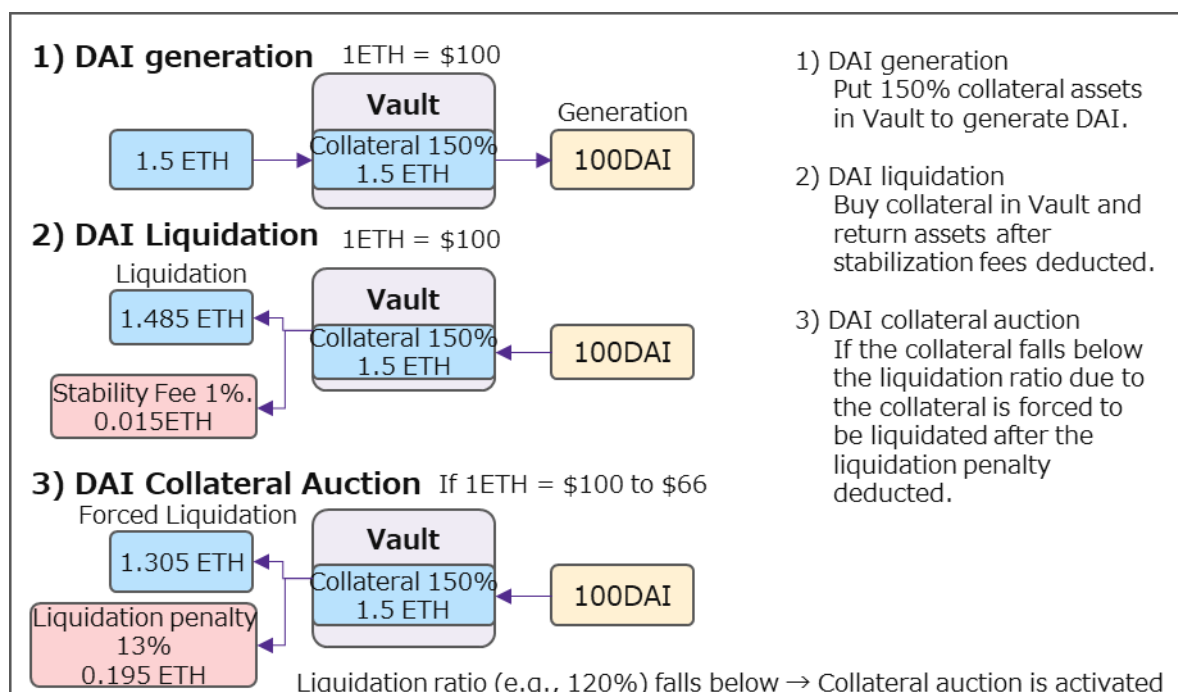 1) DAI generation 1ETH = $100
Vault
Generation
1.5 ETH
Collateral 150%
1.5 ETH
100DAI
2) DAI Liquidation 1ETH = $100
Liquidation
Vault
1.485 ETH
Collateral 150%
1.5 ETH
100DAI
Stability Fee 1%.
0.015ETH
3) DAI Collateral Auction If 1ETH = $100 to $66
Forced Liquidation
Vault
1.305 ETH
Collateral 150%
1.5 ETH
100DAI
Liquidation penalty
13%
0.195 ETH
Liquidation ratio (e.g., 120%) falls below → Collateral auction is activated
1) DAI generation
Put 150% collateral assets
in Vault to generate DAI.
2) DAI liquidation
Buy collateral in Vault and
return assets after
stabilization fees deducted.
3) DAI collateral auction
If the collateral falls below
the liquidation ratio due to
the collateral is forced to
be liquidated after the
liquidation penalty
deducted.